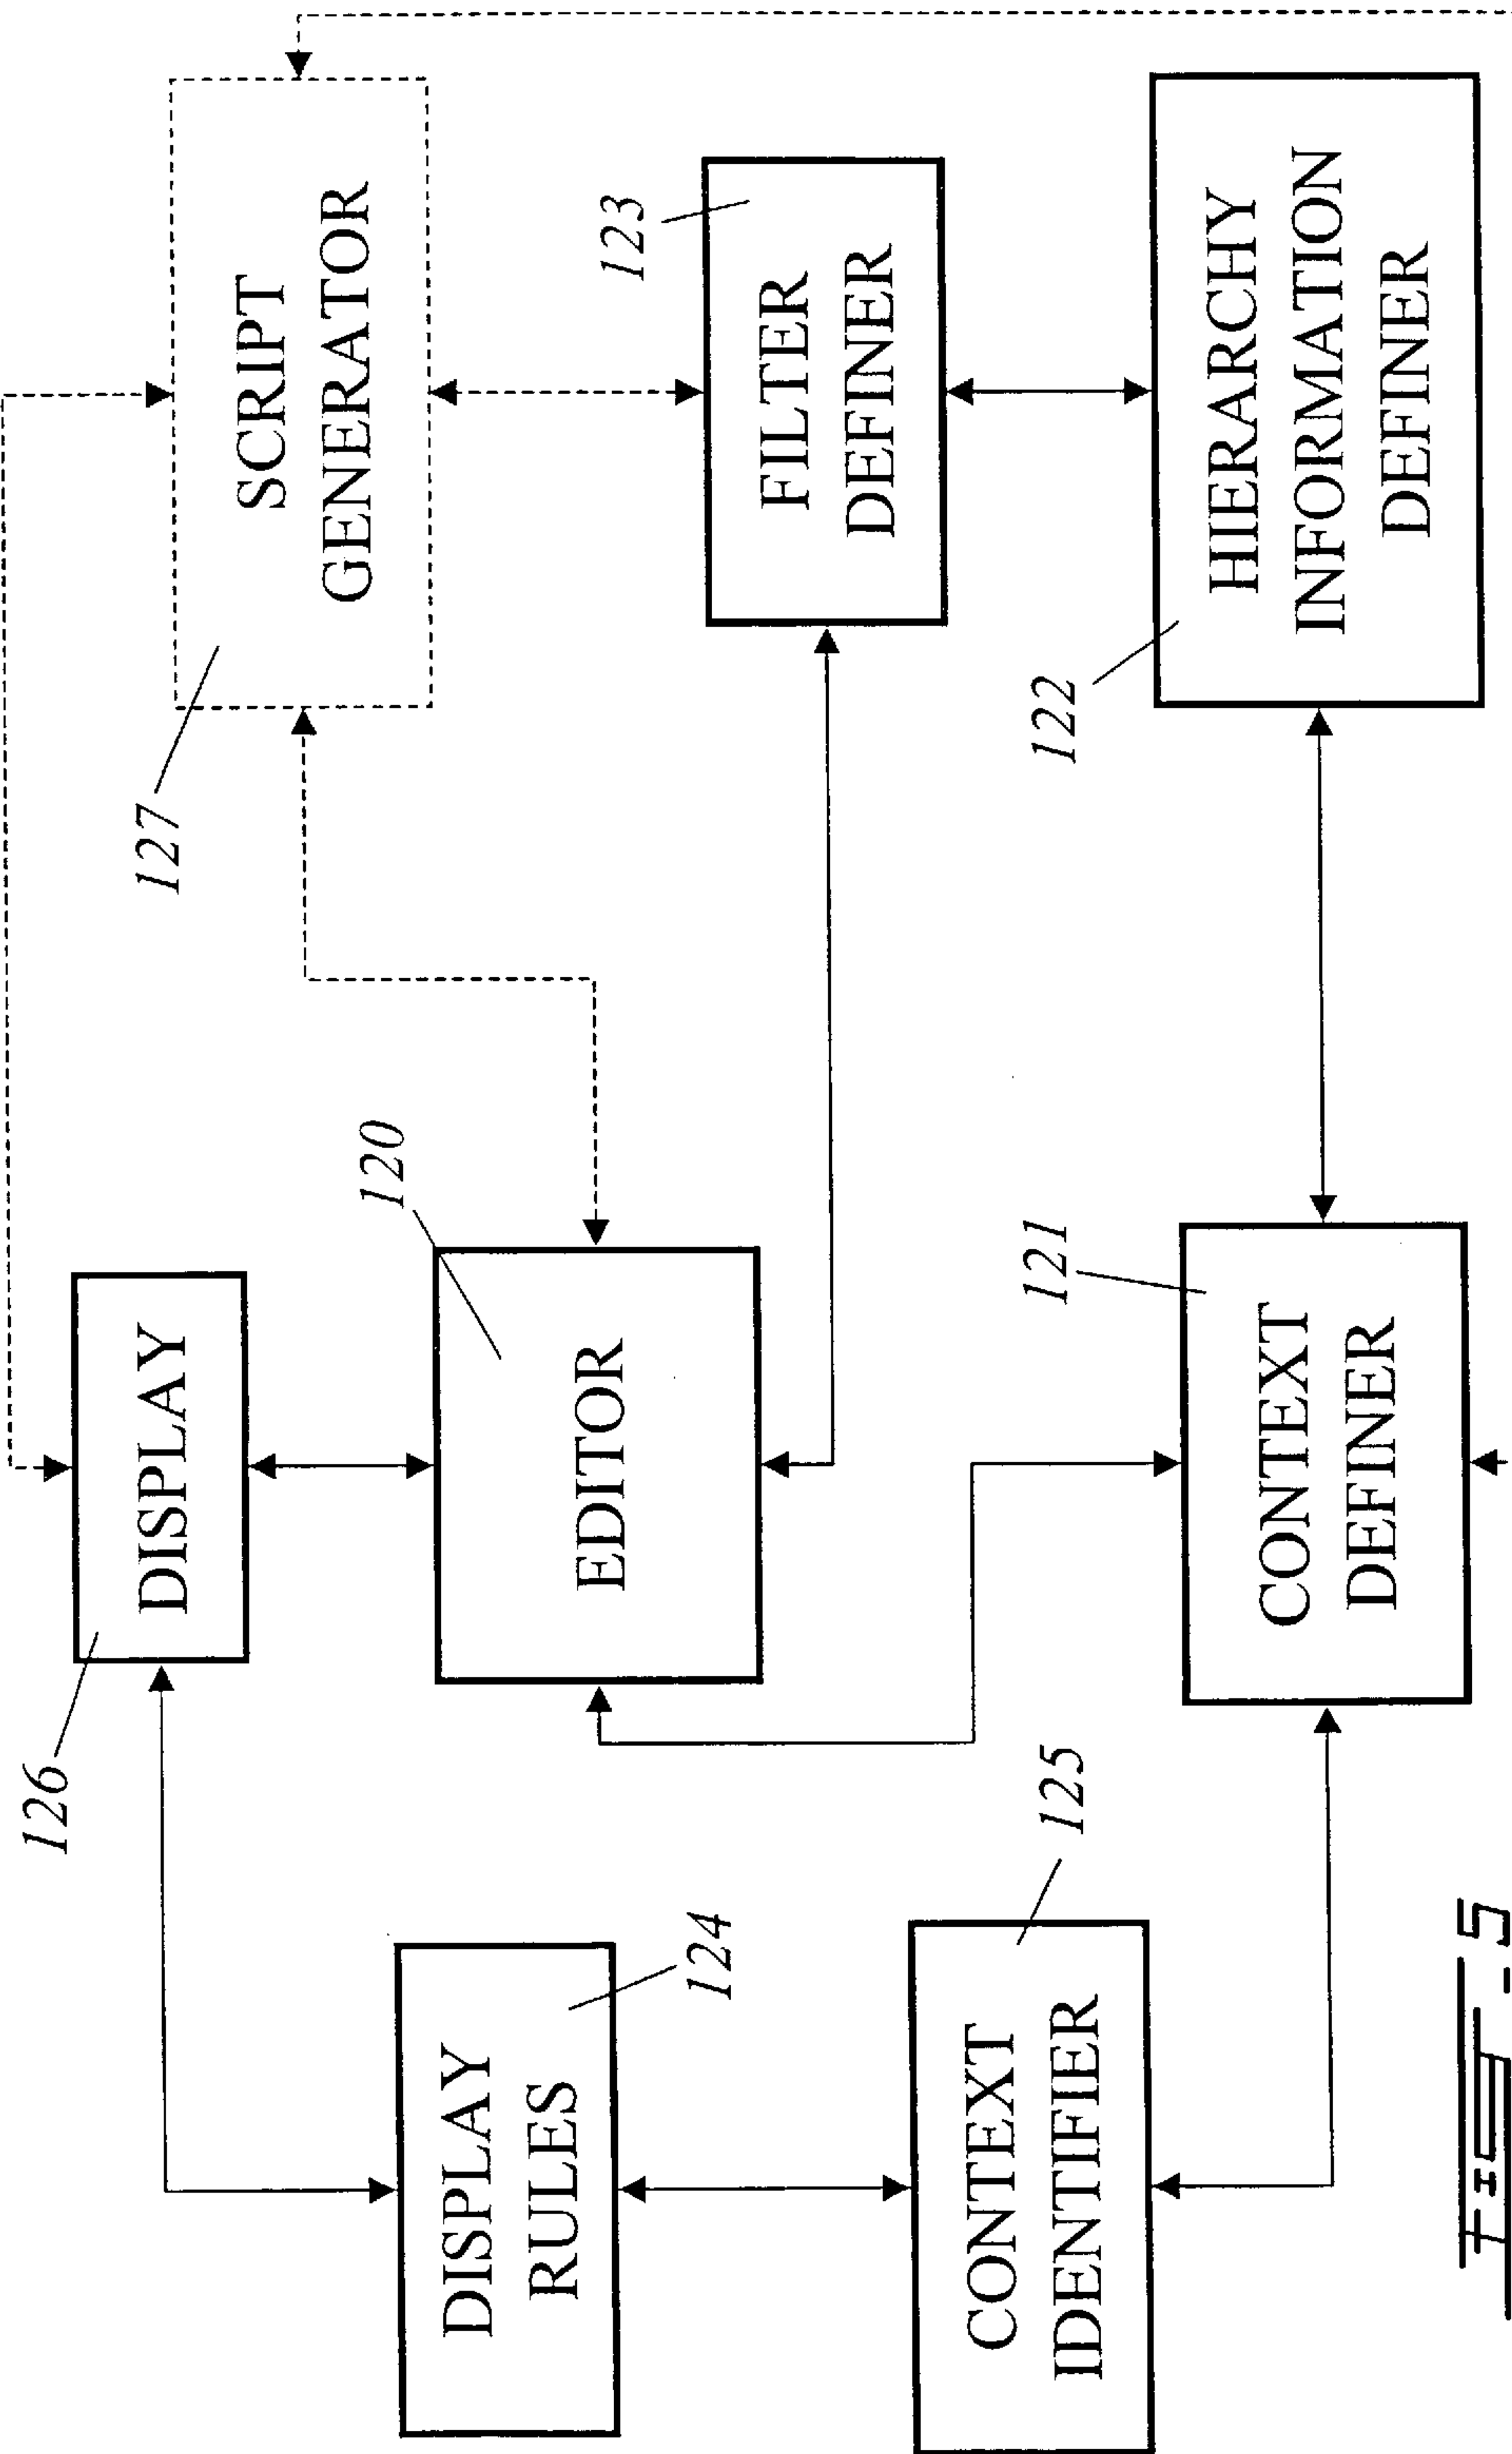 126
DISPLAY
SCRIPT
GENERATOR
127
DISPLAY
RULES
124
120
EDITOR
FILTER
DEFINER
123
CONTEXT
IDENTIFIER
125
121
CONTEXT
DEFINER
122
HIERARCHY
INFORMATION
DEFINER
FIG - 5